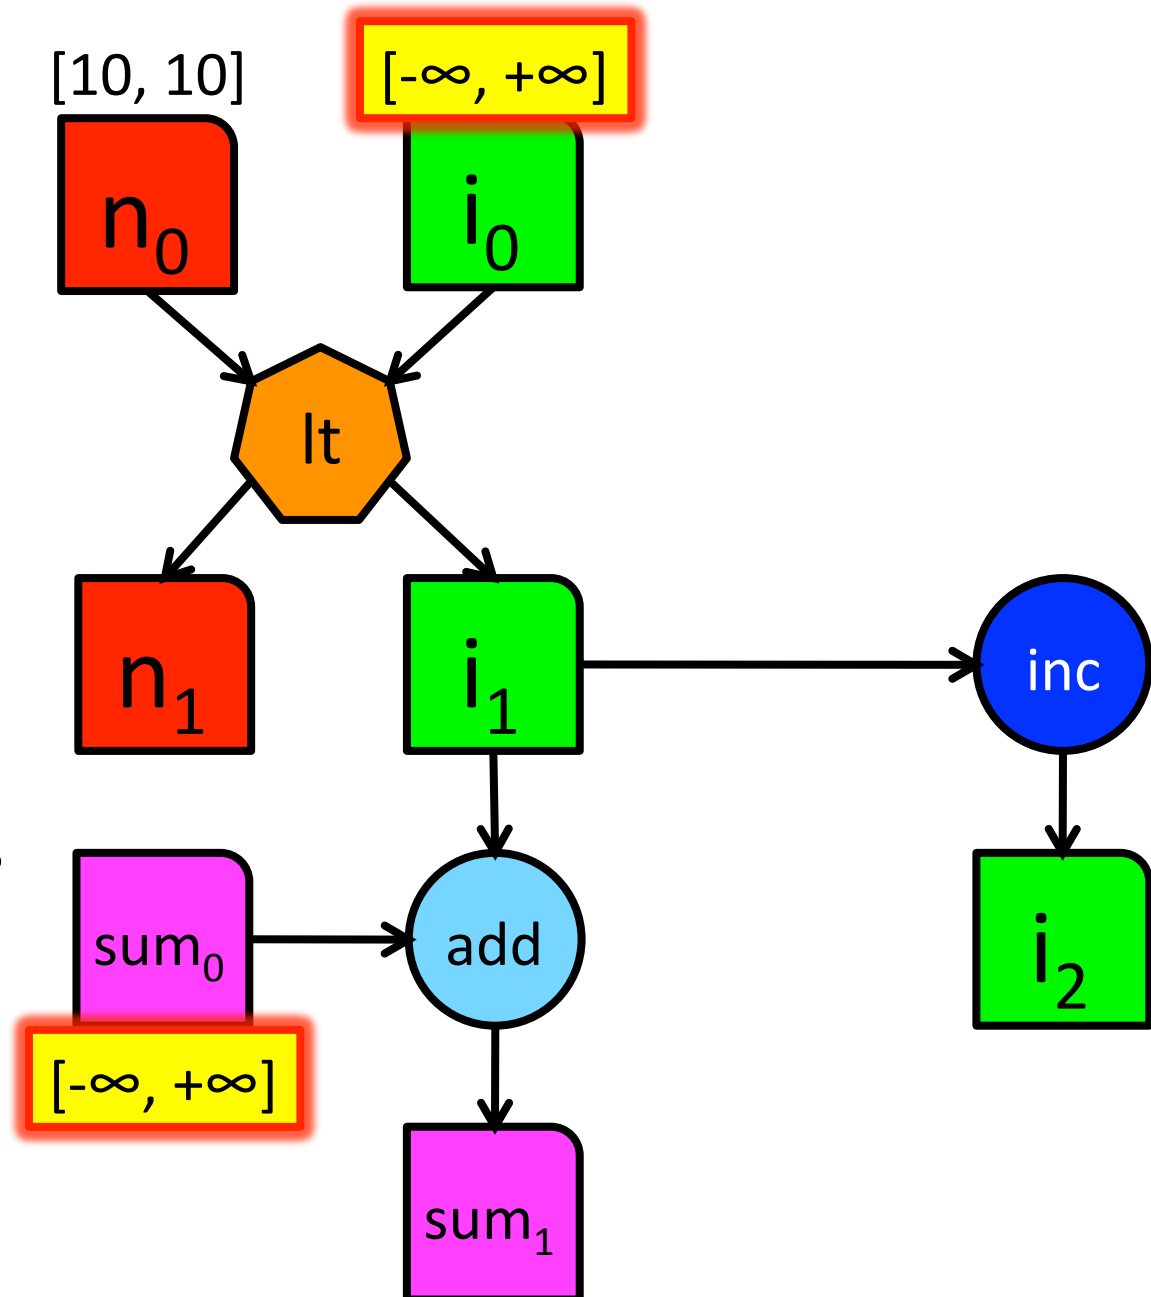 [10, 10]
[-∞, +∞]
n₀
i₀
lt
n₁
i₁
inc
sum₀
add
i₂
[-∞, +∞]
sum₁